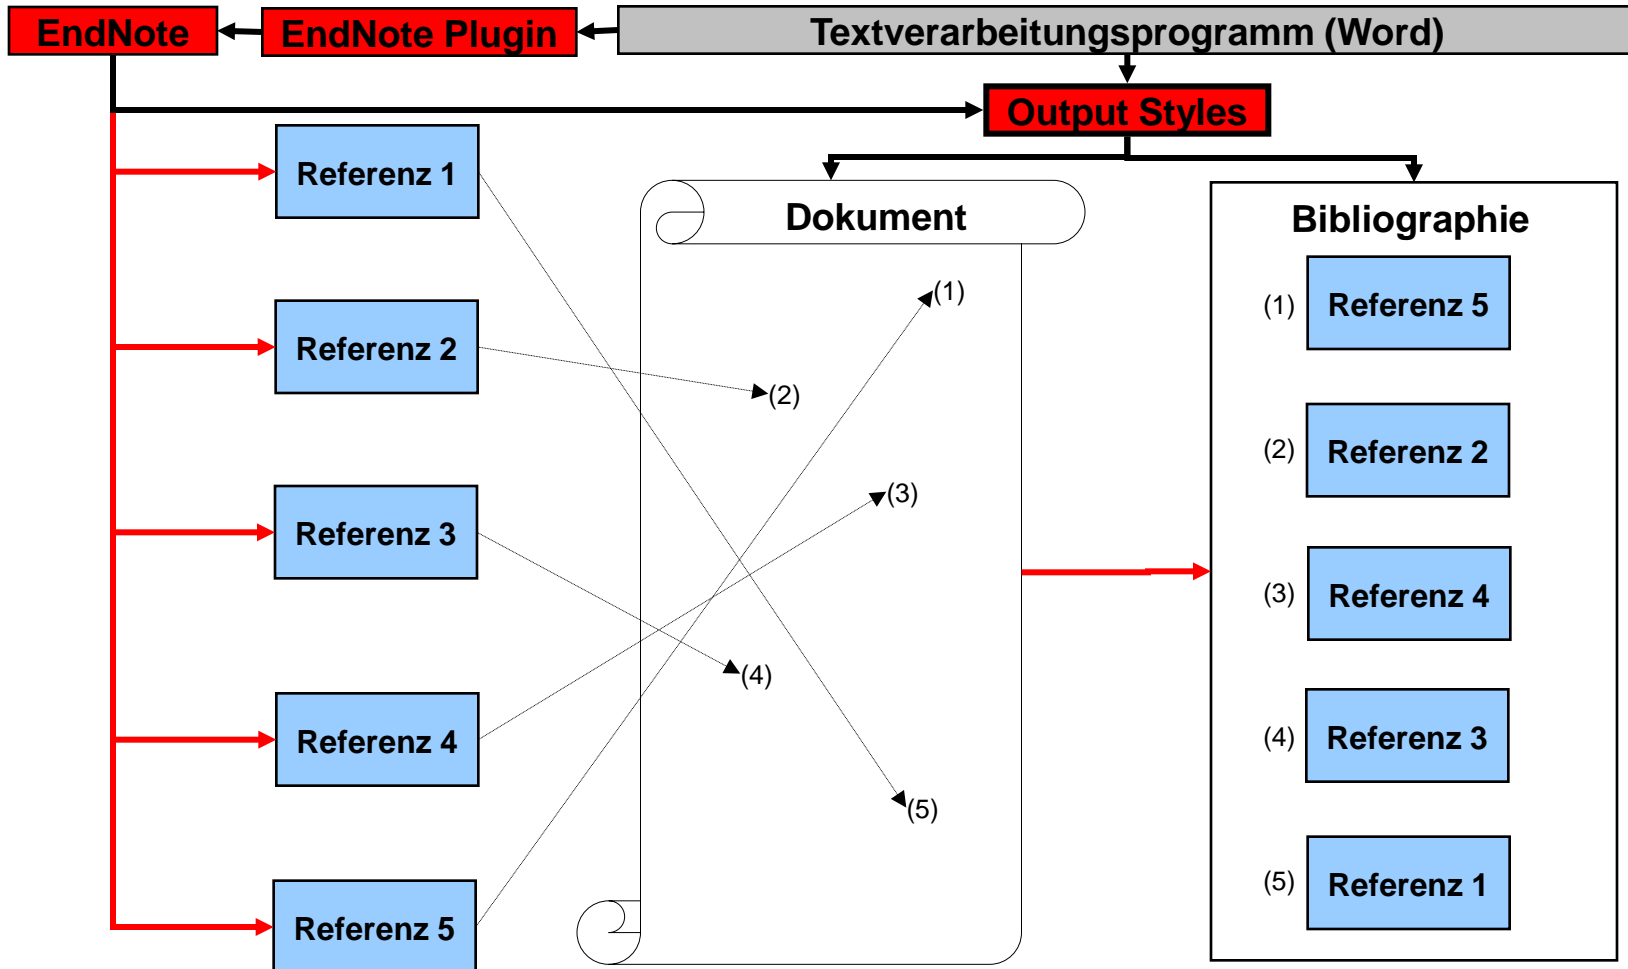 EndNote
EndNote Plugin
Textverarbeitungsprogramm (Word)
Output Styles
Referenz 1
Referenz 2
Referenz 3
Referenz 4
Referenz 5
Dokument
(1)
(2)
(3)
(4)
(5)
Bibliographie
(1) Referenz 5
(2) Referenz 2
(3) Referenz 4
(4) Referenz 3
(5) Referenz 1